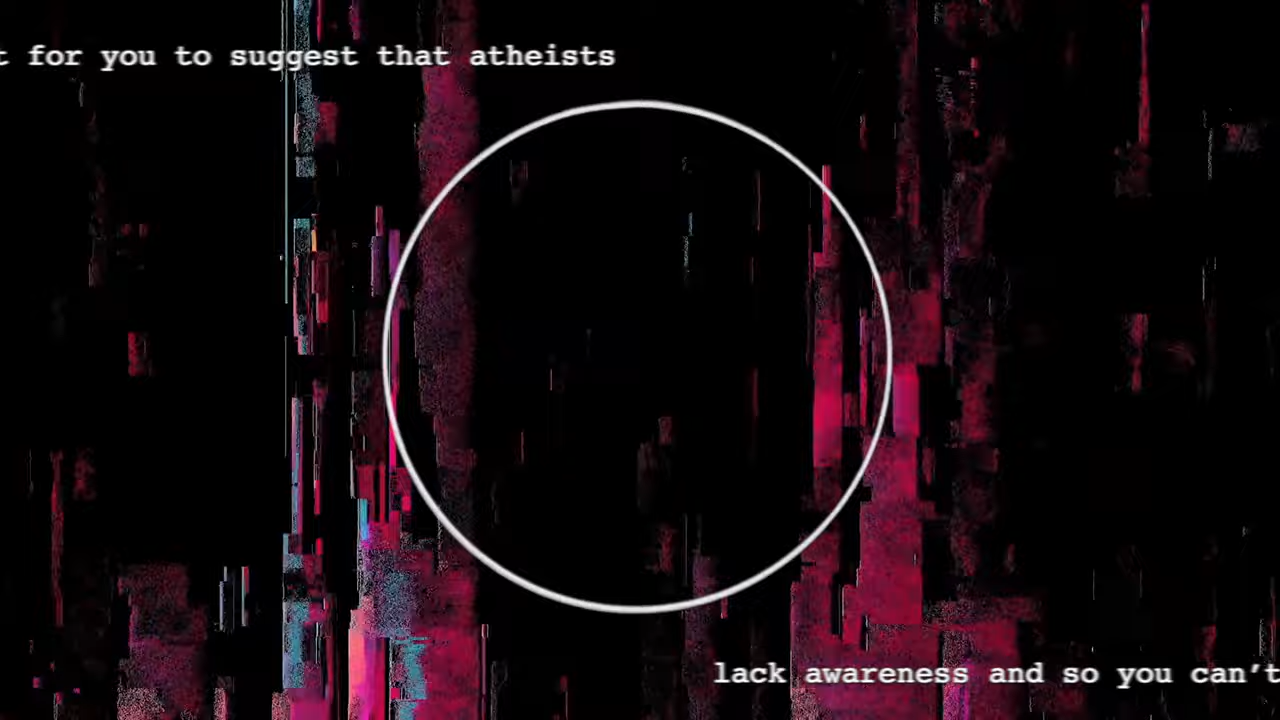 t for you to suggest that atheists
lack awareness and so you can’t